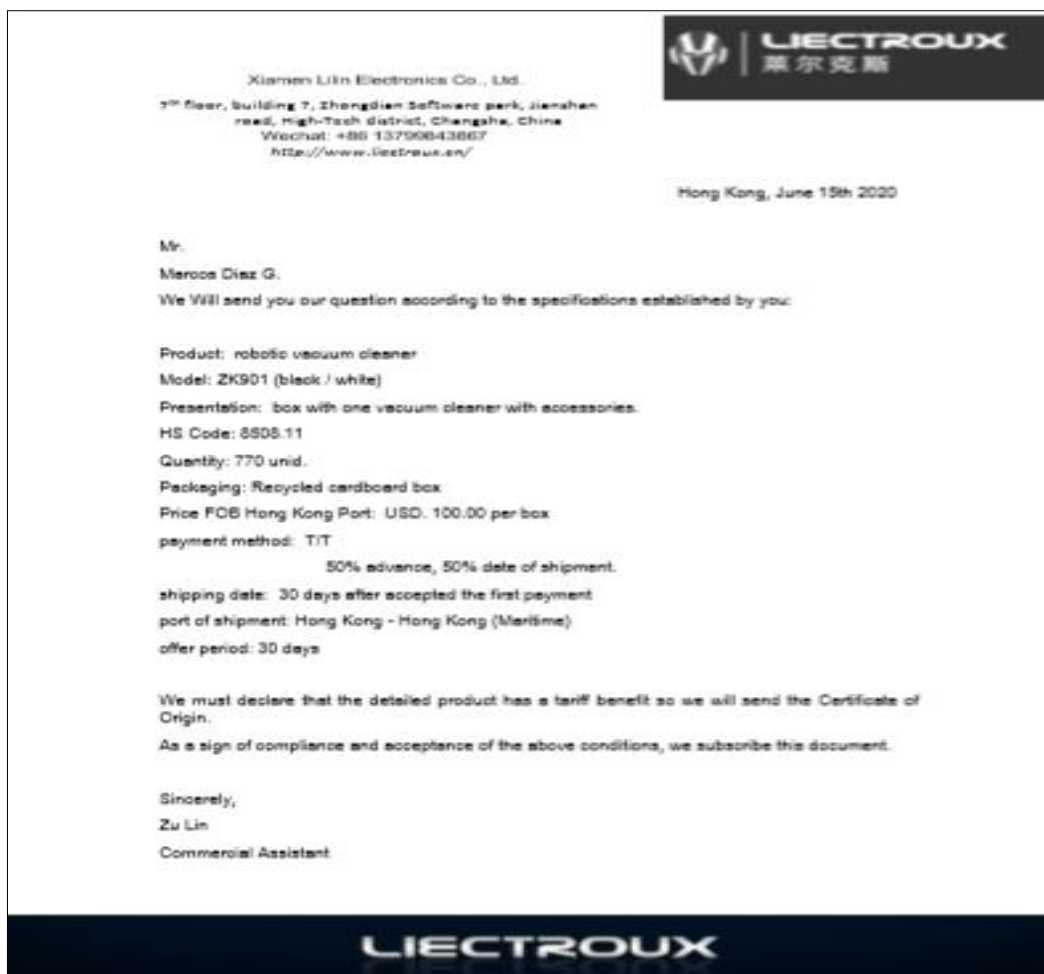 LIECTROUX
莱尔克斯
Xiamen Lilin Electronics Co., Ltd.
7th floor, building 7, Zhongdian Software park, Jianshan
road, High-Tech district, Changsha, China
Wechat: +86 13799843867
http://www.liectroux.cn/
Hong Kong, June 15th 2020
Mr.
Marcos Diaz G.
We Will send you our question according to the specifications established by you:
Product: robotic vacuum cleaner
Model: ZK901 (black / white)
Presentation: box with one vacuum cleaner with accessories.
HS Code: 8508.11
Quantity: 770 unid.
Packaging: Recycled cardboard box
Price FOB Hong Kong Port: USD. 100.00 per box
payment method: T/T
50% advance, 50% date of shipment.
shipping date: 30 days after accepted the first payment
port of shipment: Hong Kong - Hong Kong (Maritime)
offer period: 30 days
We must declare that the detailed product has a tariff benefit so we will send the Certificate of
Origin.
As a sign of compliance and acceptance of the above conditions, we subscribe this document.
Sincerely,
Zu Lin
Commercial Assistant
LIECTROUX